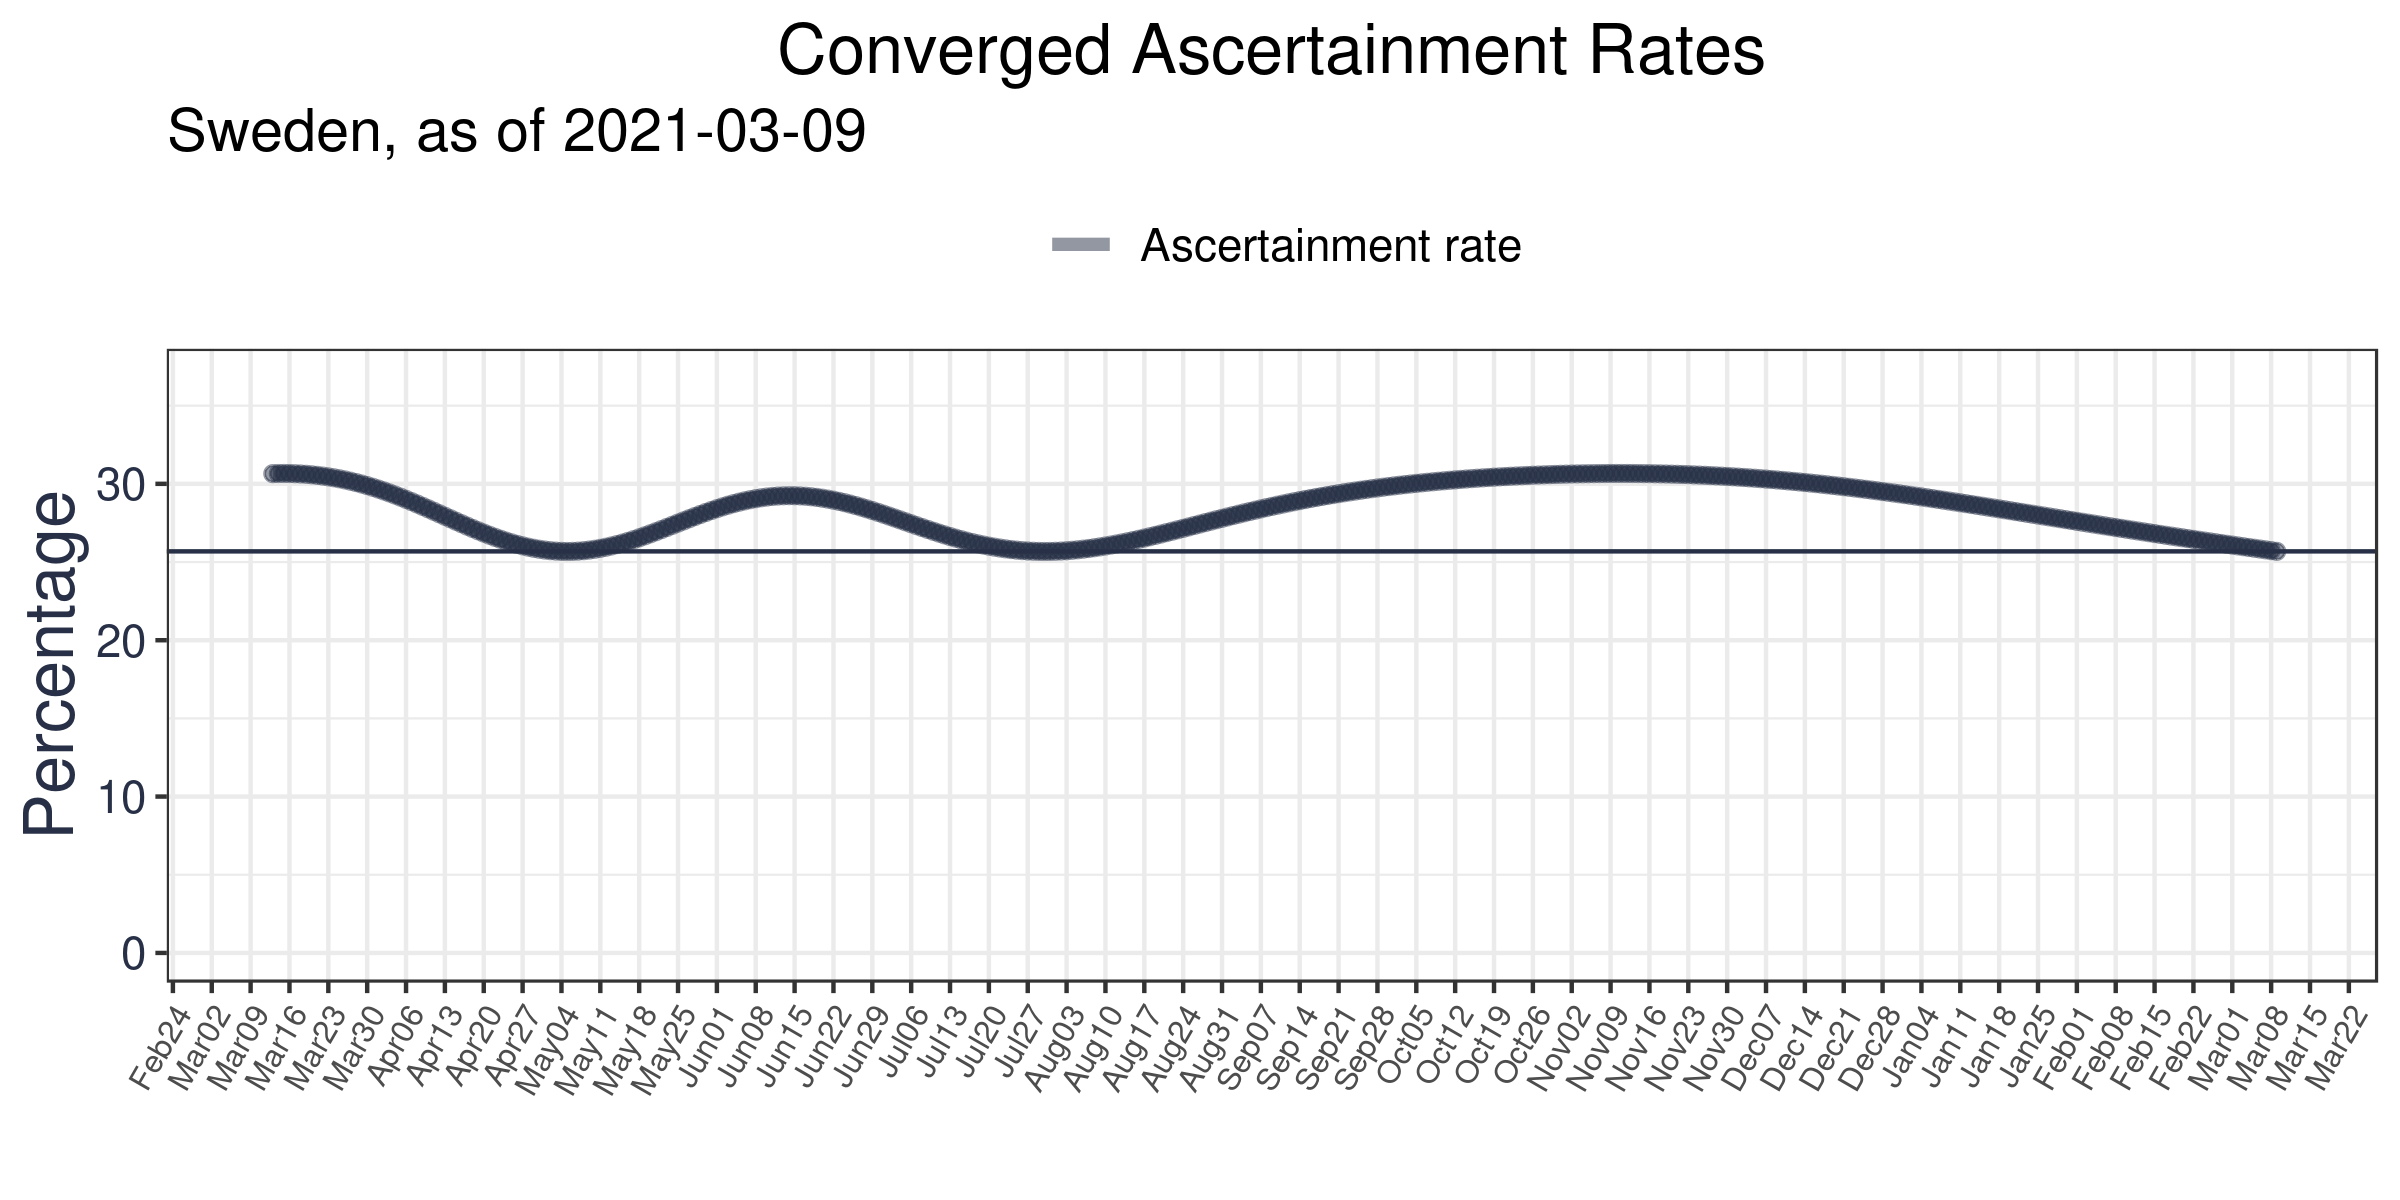 Converged Ascertainment Rates
Sweden, as of 2021-03-09
Ascertainment rate
Percentage
30
20
10
0
Feb24 Mar02 Mar09 Mar16 Mar23 Mar30 Apr06 Apr13 Apr20 Apr27 May04 May11 May18 May25 Jun01 Jun08 Jun15 Jun22 Jun29 Jul06 Jul13 Jul20 Jul27 Aug03 Aug10 Aug17 Aug24 Aug31 Sep07 Sep14 Sep21 Sep28 Oct05 Oct12 Oct19 Oct26 Nov02 Nov09 Nov16 Nov23 Nov30 Dec07 Dec14 Dec21 Dec28 Jan04 Jan11 Jan18 Jan25 Feb01 Feb08 Feb15 Feb22 Mar01 Mar08 Mar15 Mar22